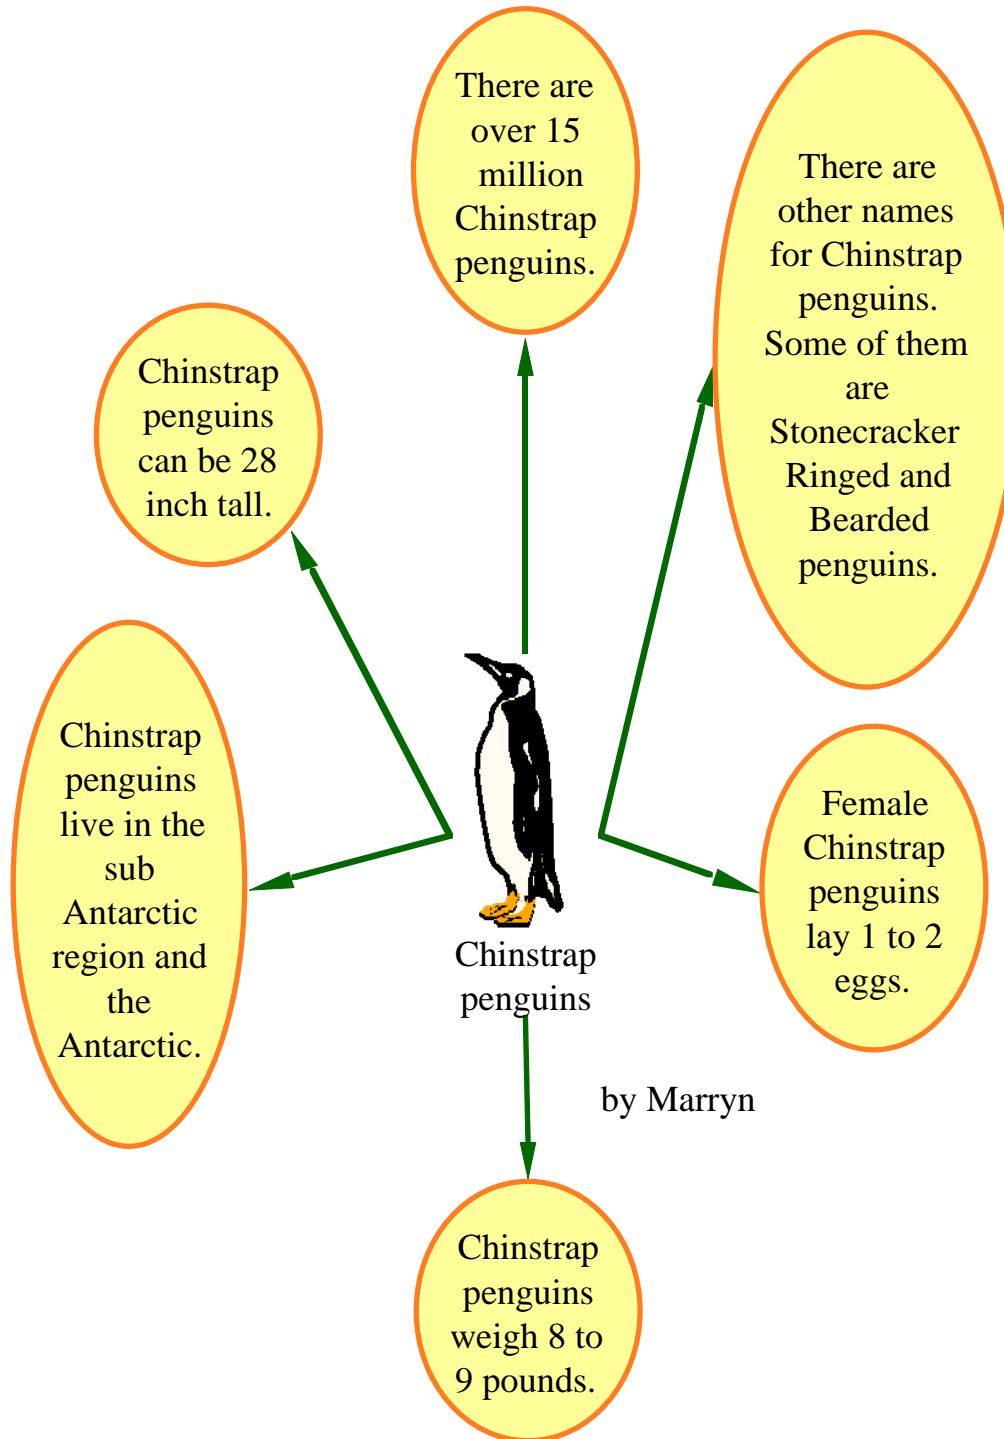 There are
over 15
million
Chinstrap
penguins.
There are
other names
for Chinstrap
penguins.
Some of them
are
Stonecracker
Ringed and
Bearded
penguins.
Chinstrap
penguins
can be 28
inch tall.
Chinstrap
penguins
live in the
sub
Antarctic
region and
the
Antarctic.
Female
Chinstrap
penguins
lay 1 to 2
eggs.
Chinstrap
penguins
by Marryn
Chinstrap
penguins
weigh 8 to
9 pounds.